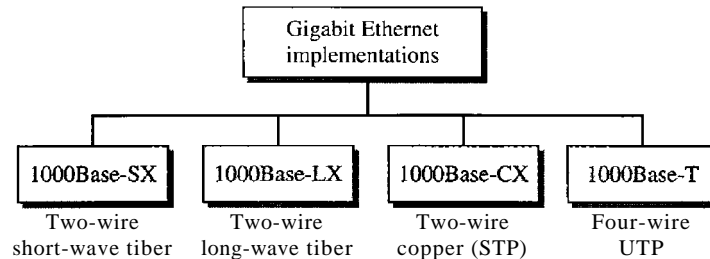 Gigabit Ethernet
implementations
1000Base-SX
1000Base-LX
1000Base-CX
1000Base-T
Two-wire
short-wave tiber
Two-wire
long-wave tiber
Two-wire
copper (STP)
Four-wire
UTP